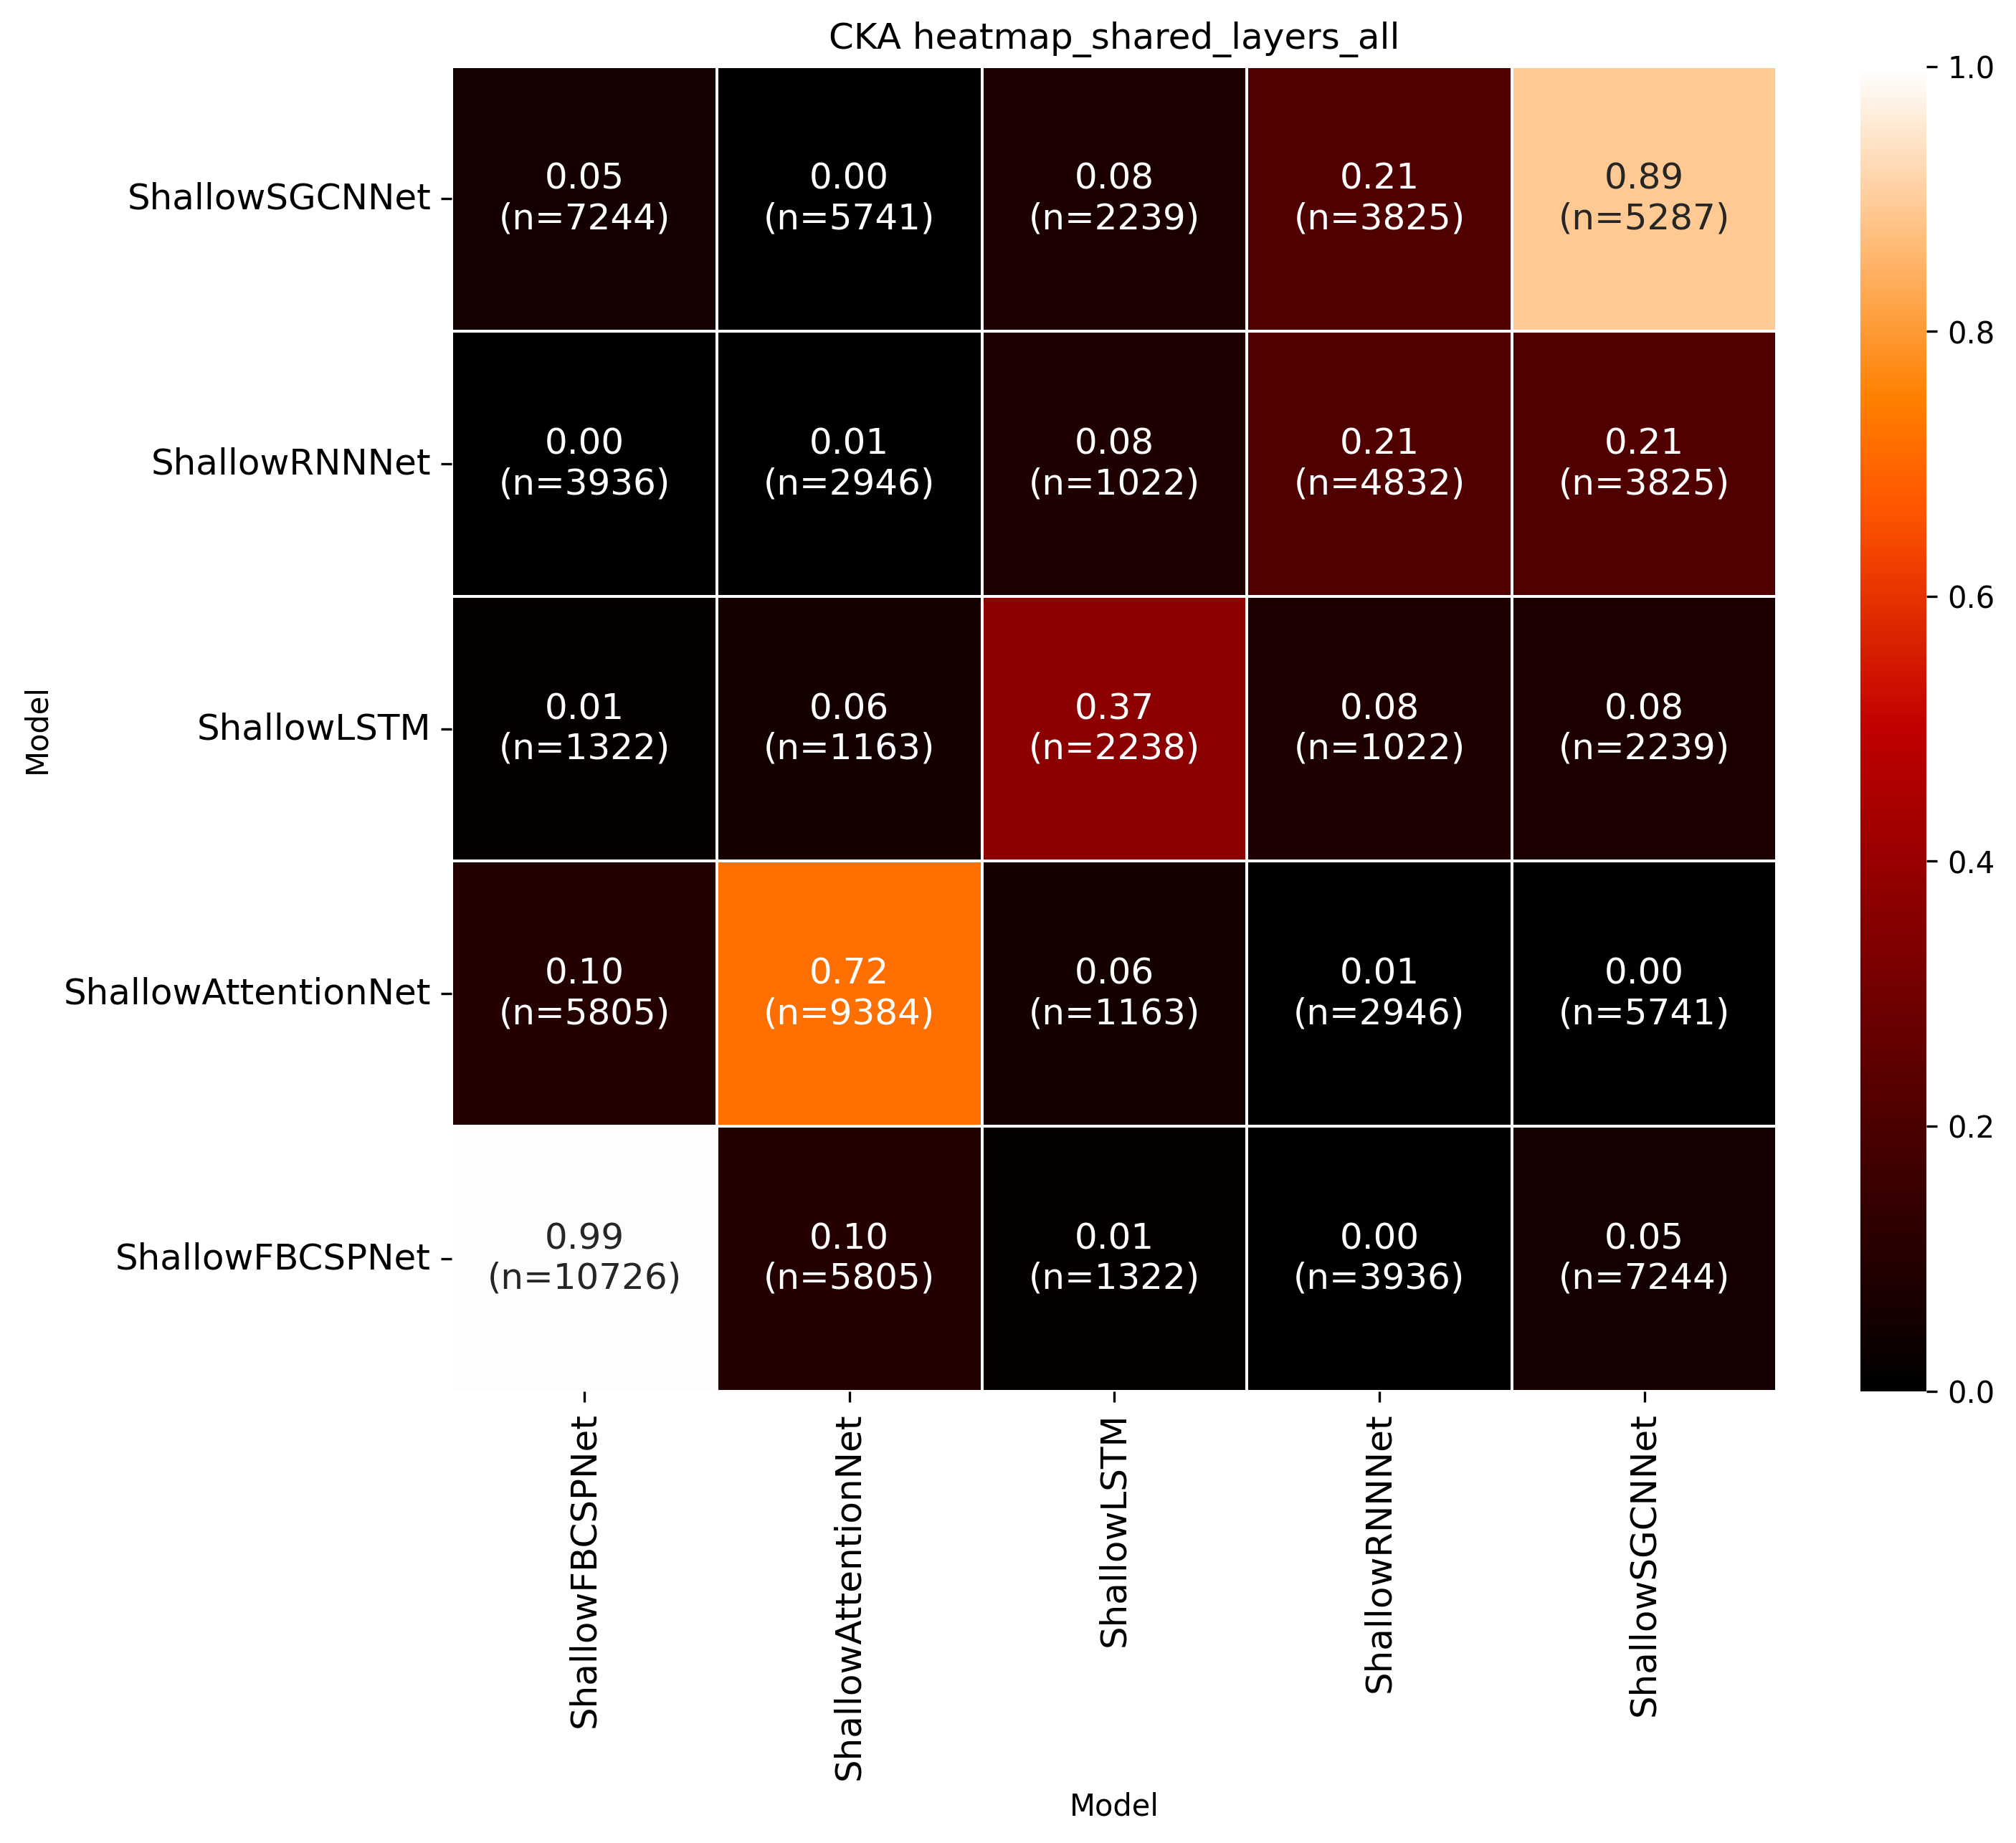 CKA heatmap_shared_layers_all
Model
ShallowSGCNNet
0.05
(n=7244)
0.00
(n=5741)
0.08
(n=2239)
0.21
(n=3825)
0.89
(n=5287)
ShallowRNNNet
0.00
(n=3936)
0.01
(n=2946)
0.08
(n=1022)
0.21
(n=4832)
0.21
(n=3825)
ShallowLSTM
0.01
(n=1322)
0.06
(n=1163)
0.37
(n=2238)
0.08
(n=1022)
0.08
(n=2239)
ShallowAttentionNet
0.10
(n=5805)
0.72
(n=9384)
0.06
(n=1163)
0.01
(n=2946)
0.00
(n=5741)
ShallowFBCSPNet
0.99
(n=10726)
0.10
(n=5805)
0.01
(n=1322)
0.00
(n=3936)
0.05
(n=7244)
ShallowFBCSPNet
ShallowAttentionNet
ShallowLSTM
ShallowRNNNet
ShallowSGCNNet
Model
1.0
0.8
0.6
0.4
0.2
0.0